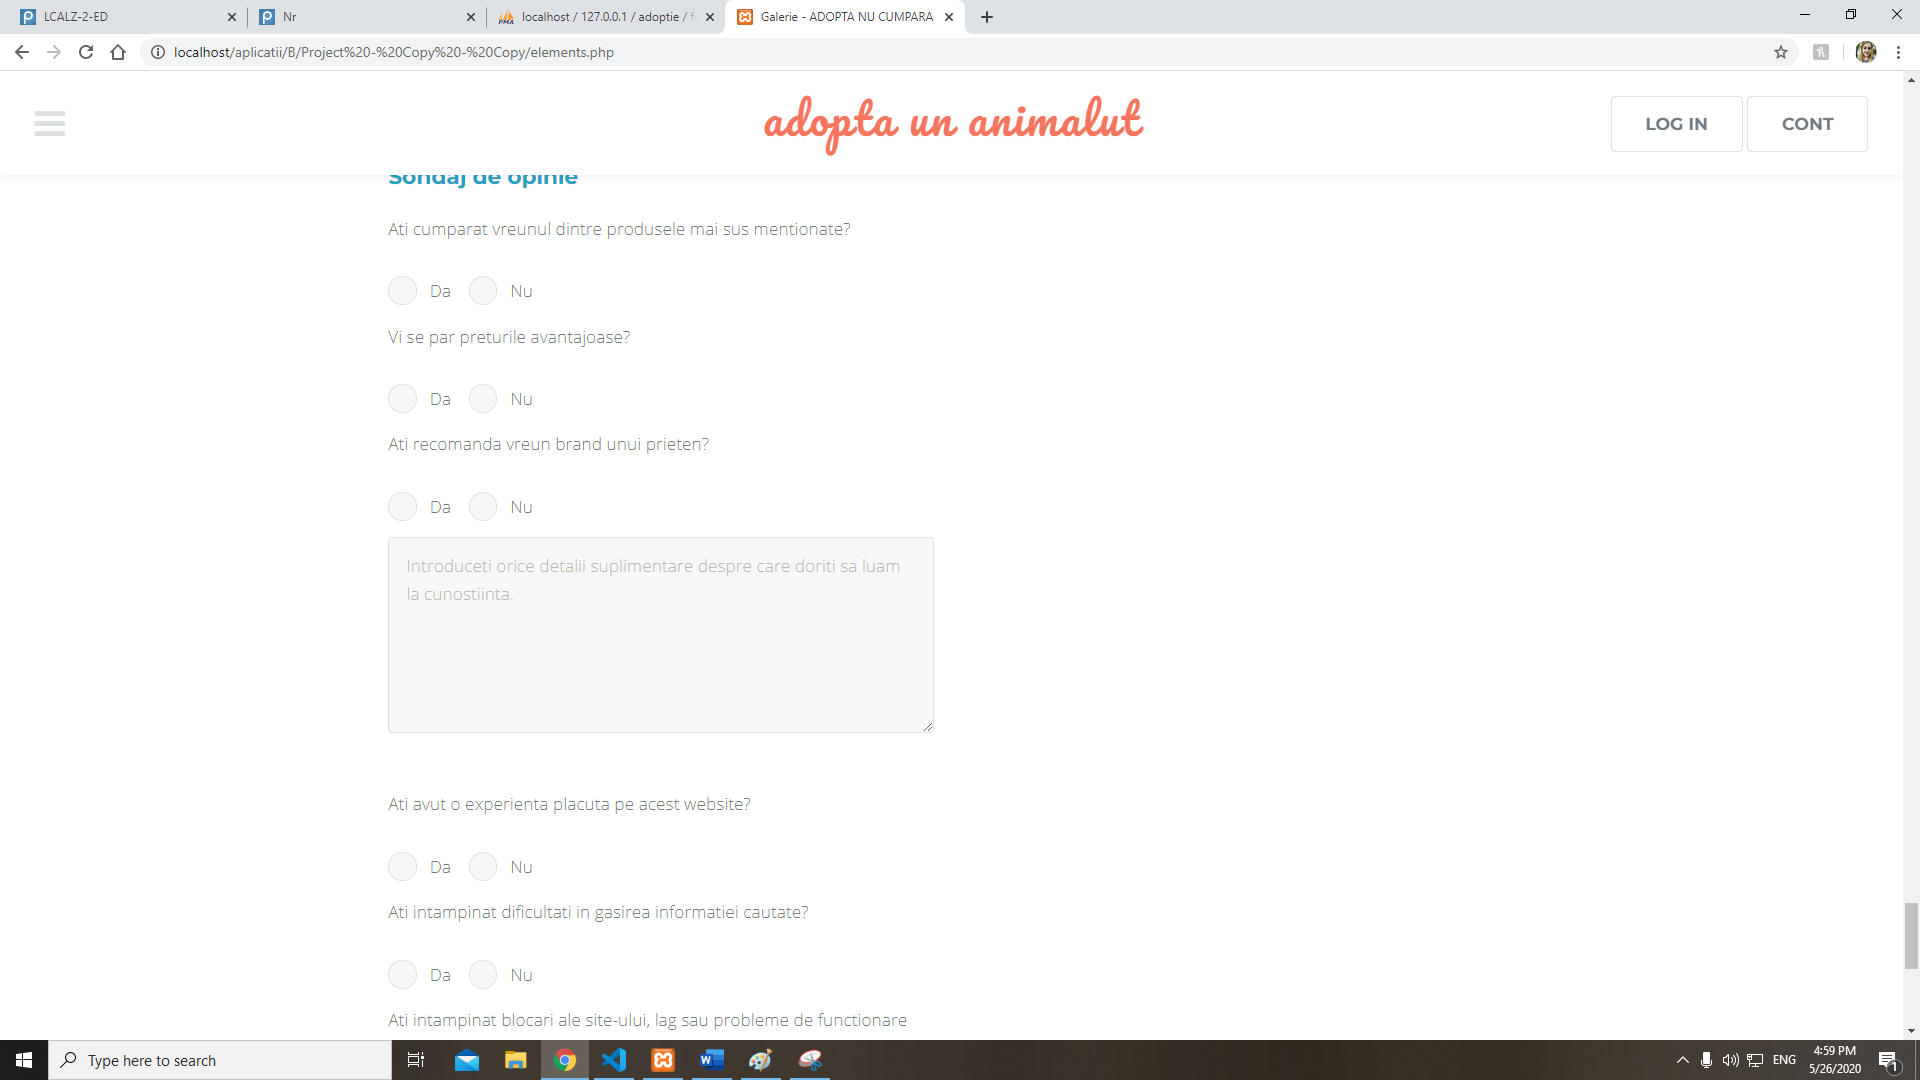 LCALZ-2-ED
Nr
localhost / 127.0.0.1 / adoptie / f
Galerie - ADOPTA NU CUMPARA
localhost/aplicatii/B/Project%20-%20Copy%20-%20Copy/elements.php
adopta un animalut
LOG IN
CONT
Sondaj de opinie
Ati cumparat vreunul dintre produsele mai sus mentionate?
Da Nu
Vi se par preturile avantajoase?
Da Nu
Ati recomanda vreun brand unui prieten?
Da Nu
Introduceti orice detalii suplimentare despre care doriti sa luam
la cunostiinta.
Ati avut o experienta placuta pe acest website?
Da Nu
Ati intampinat dificultati in gasirea informatiei cautate?
Da Nu
Ati intampinat blocari ale site-ului, lag sau probleme de functionare
Type here to search
ENG
4:59 PM
5/26/2020
1